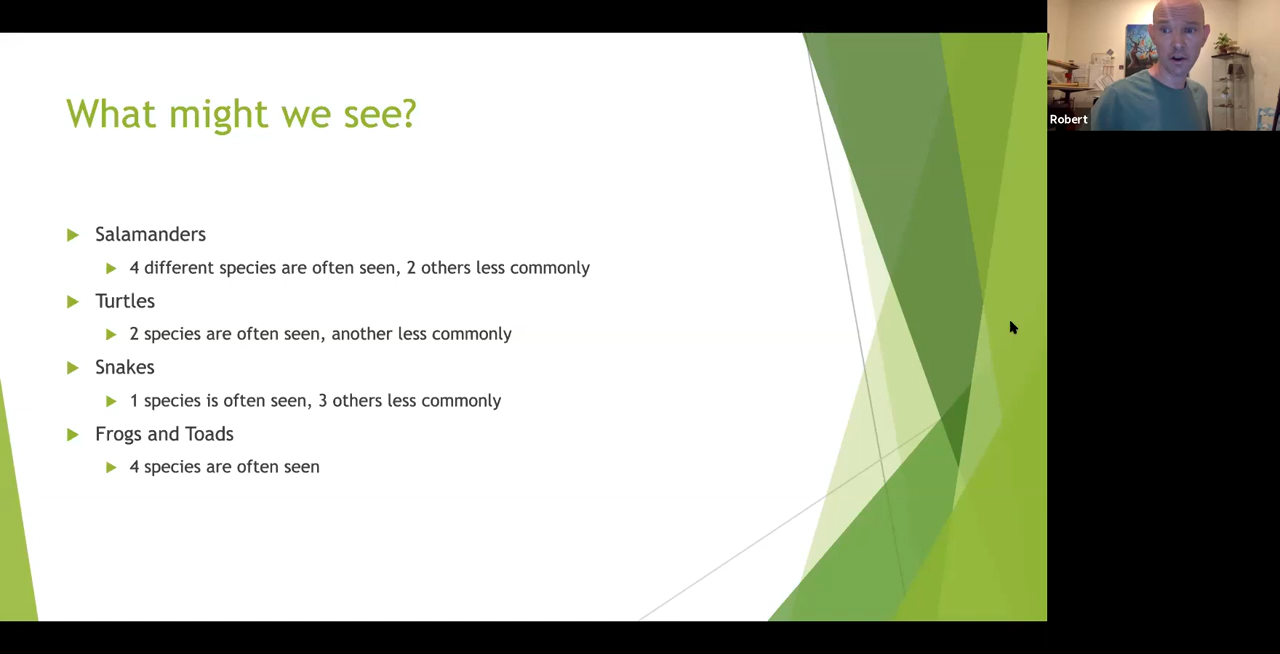 What might we see?
Salamanders
4 different species are often seen, 2 others less commonly
Turtles
2 species are often seen, another less commonly
Snakes
1 species is often seen, 3 others less commonly
Frogs and Toads
4 species are often seen
Robert